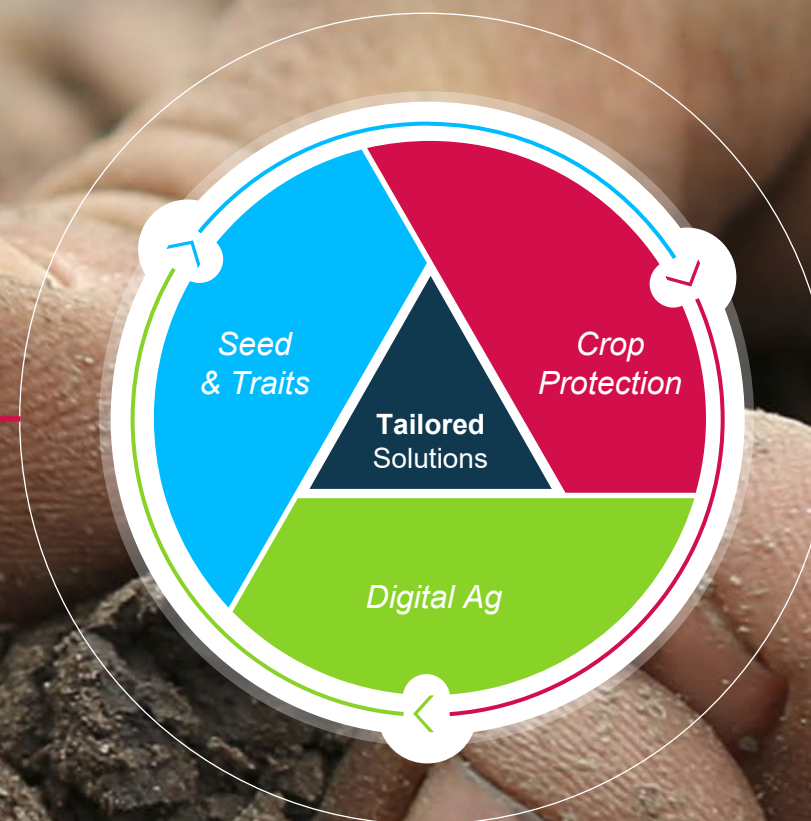 Seed
& Traits
Crop
Protection
Tailored
Solutions
Digital Ag